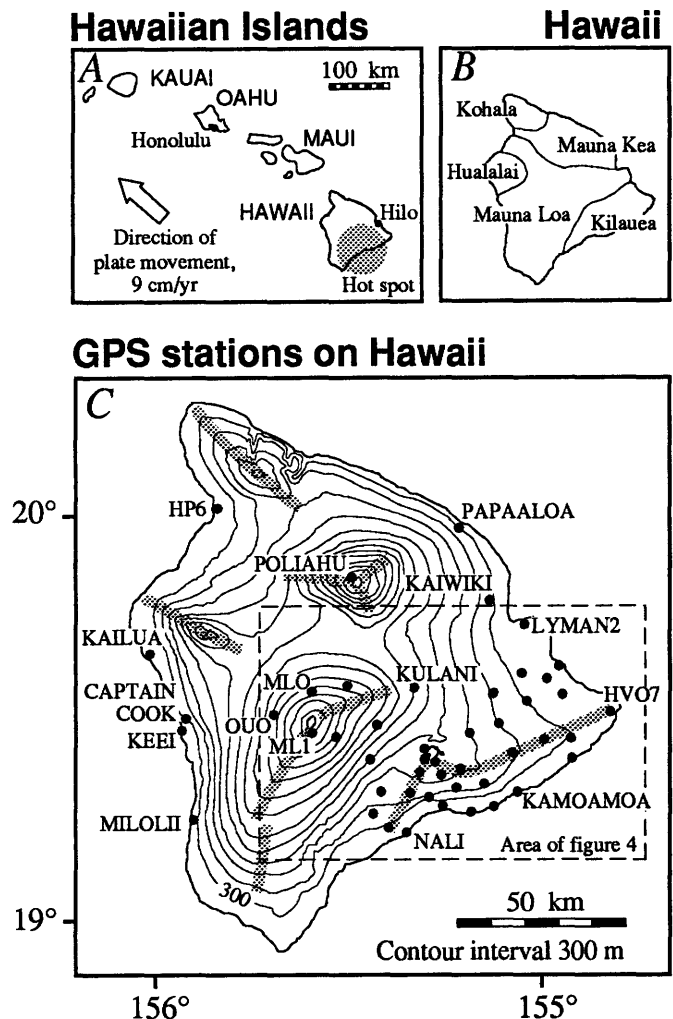 Hawaiian Islands
A
KAUAI
100 km
OAHU
Honolulu
MAUI
HAWAII
Hilo
Direction of
plate movement,
9 cm/yr
Hot spot
Hawaii
B
Kohala
Mauna Kea
Hualalai
Mauna Loa
Kilauea
GPS stations on Hawaii
C
20°
HP6
PAPAALOA
POLIAHU
KAIWIKI
LYMAN2
KAILUA
KULANI
MLO
HVO7
CAPTAIN
COOK
OUO
KEEI
ML1
KAMOAMOA
MILOLII
NALI
Area of figure 4
300
50 km
19°
Contour interval 300 m
156°
155°